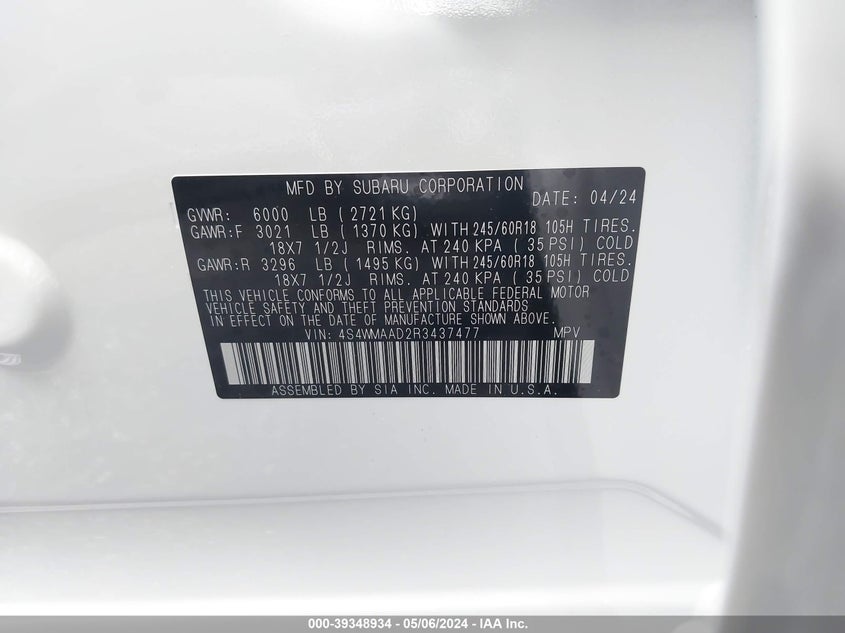 MFD BY SUBARU CORPORATION
DATE: 04/24
GVWR: 6000 LB ( 2721 KG)
GAWR:F 3021 LB ( 1370 KG) WITH 245/60R18 105H TIRES.
18X7 1/2J RIMS. AT 240 KPA ( 35 PSI) COLD
GAWR:R 3296 LB ( 1495 KG) WITH 245/60R18 105H TIRES.
18X7 1/2J RIMS. AT 240 KPA ( 35 PSI) COLD
THIS VEHICLE CONFORMS TO ALL APPLICABLE FEDERAL MOTOR
VEHICLE SAFETY AND THEFT PREVENTION STANDARDS
IN EFFECT ON THE DATE OF MANUFACTURE SHOWN ABOVE.
VIN: 4S4WMAAD2R3437477 MPV
ASSEMBLED BY SIA INC. MADE IN U.S.A.
000-39348934 - 05/06/2024 - IAA Inc.